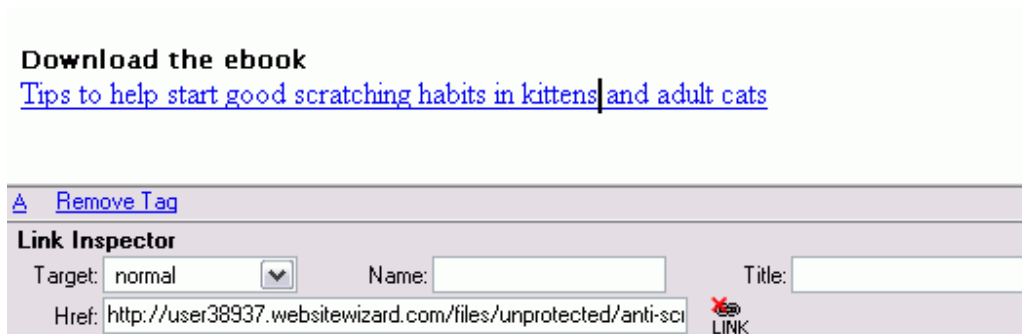 Download the ebook
Tips to help start good scratching habits in kittens and adult cats
A Remove Tag
Link Inspector
Target: normal Name: Title:
Href: http://user38937.websitewizard.com/files/unprotected/anti-scr LINK